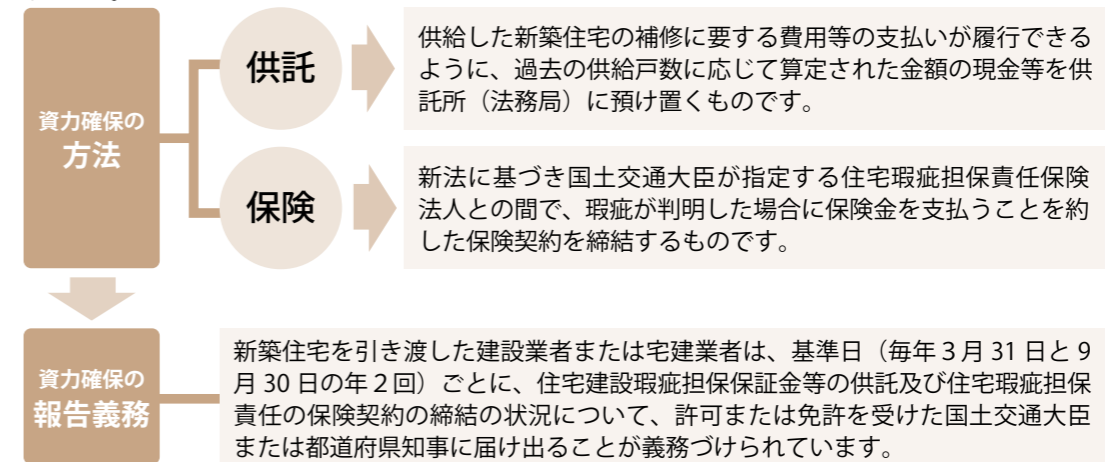 資力確保の
方法
供託
供給した新築住宅の補修に要する費用等の支払いが履行できる
ように、過去の供給戸数に応じて算定された金額の現金等を供
託所（法務局）に預け置くものです。
保険
新法に基づき国土交通大臣が指定する住宅瑕疵担保責任保険
法人との間で、瑕疵が判明した場合に保険金を支払うことを約
した保険契約を締結するものです。
資力確保の
報告義務
新築住宅を引き渡した建設業者または宅建業者は、基準日（毎年３月 31 日と 9
月 30 日の年２回）ごとに、住宅建設瑕疵担保保証金等の供託及び住宅瑕疵担保
責任の保険契約の締結の状況について、許可または免許を受けた国土交通大臣
または都道府県知事に届け出ることが義務づけられています。